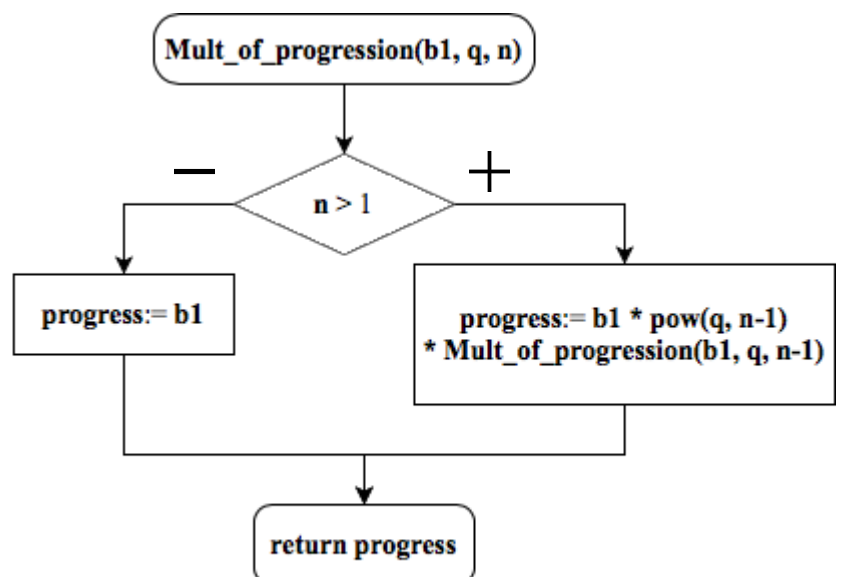 Mult_of_progression(b1, q, n)
−
+
n > 1
progress:= b1
progress:= b1 * pow(q, n-1)
* Mult_of_progression(b1, q, n-1)
return progress